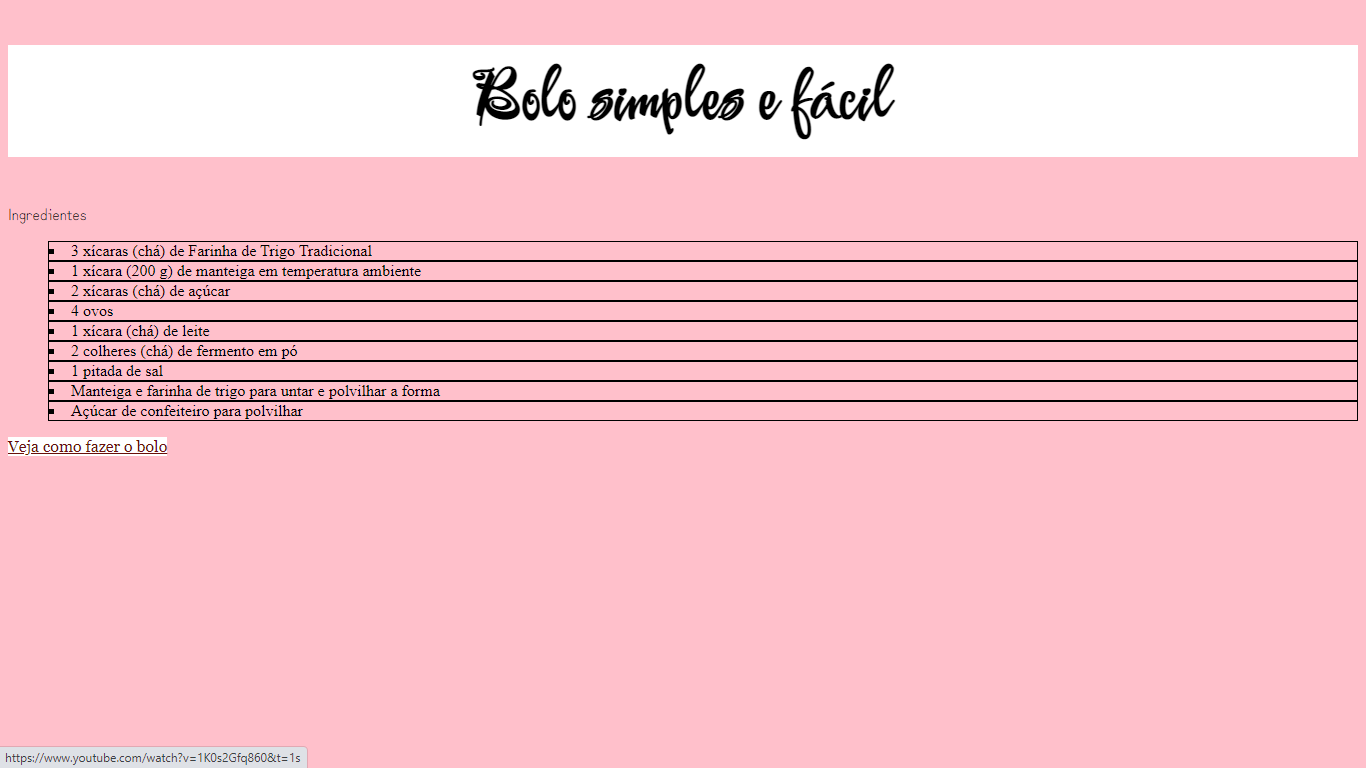 Bolo simples e fácil
Ingredientes
3 xícaras (chá) de Farinha de Trigo Tradicional
1 xícara (200 g) de manteiga em temperatura ambiente
2 xícaras (chá) de açúcar
4 ovos
1 xícara (chá) de leite
2 colheres (chá) de fermento em pó
1 pitada de sal
Manteiga e farinha de trigo para untar e polvilhar a forma
Açúcar de confeiteiro para polvilhar
Veja como fazer o bolo
https://www.youtube.com/watch?v=1K0s2Gfq860&t=1s